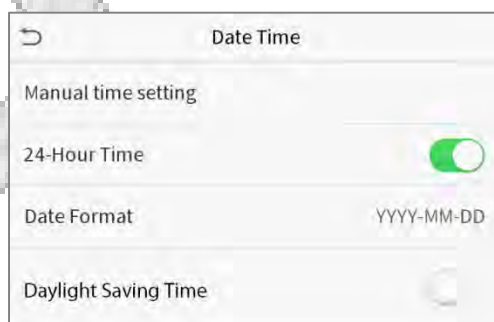 Date Time
Manual time setting
24-Hour Time
Date Format YYYY-MM-DD
Daylight Saving Time